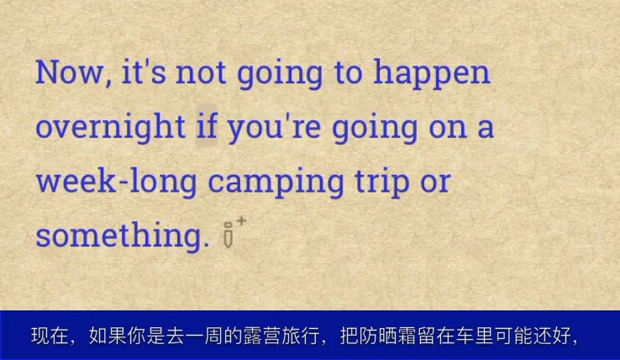 Now, it's not going to happen
overnight if you're going on a
week-long camping trip or
something.
现在，如果你是去一周的露营旅行，把防晒霜留在车里可能还好，